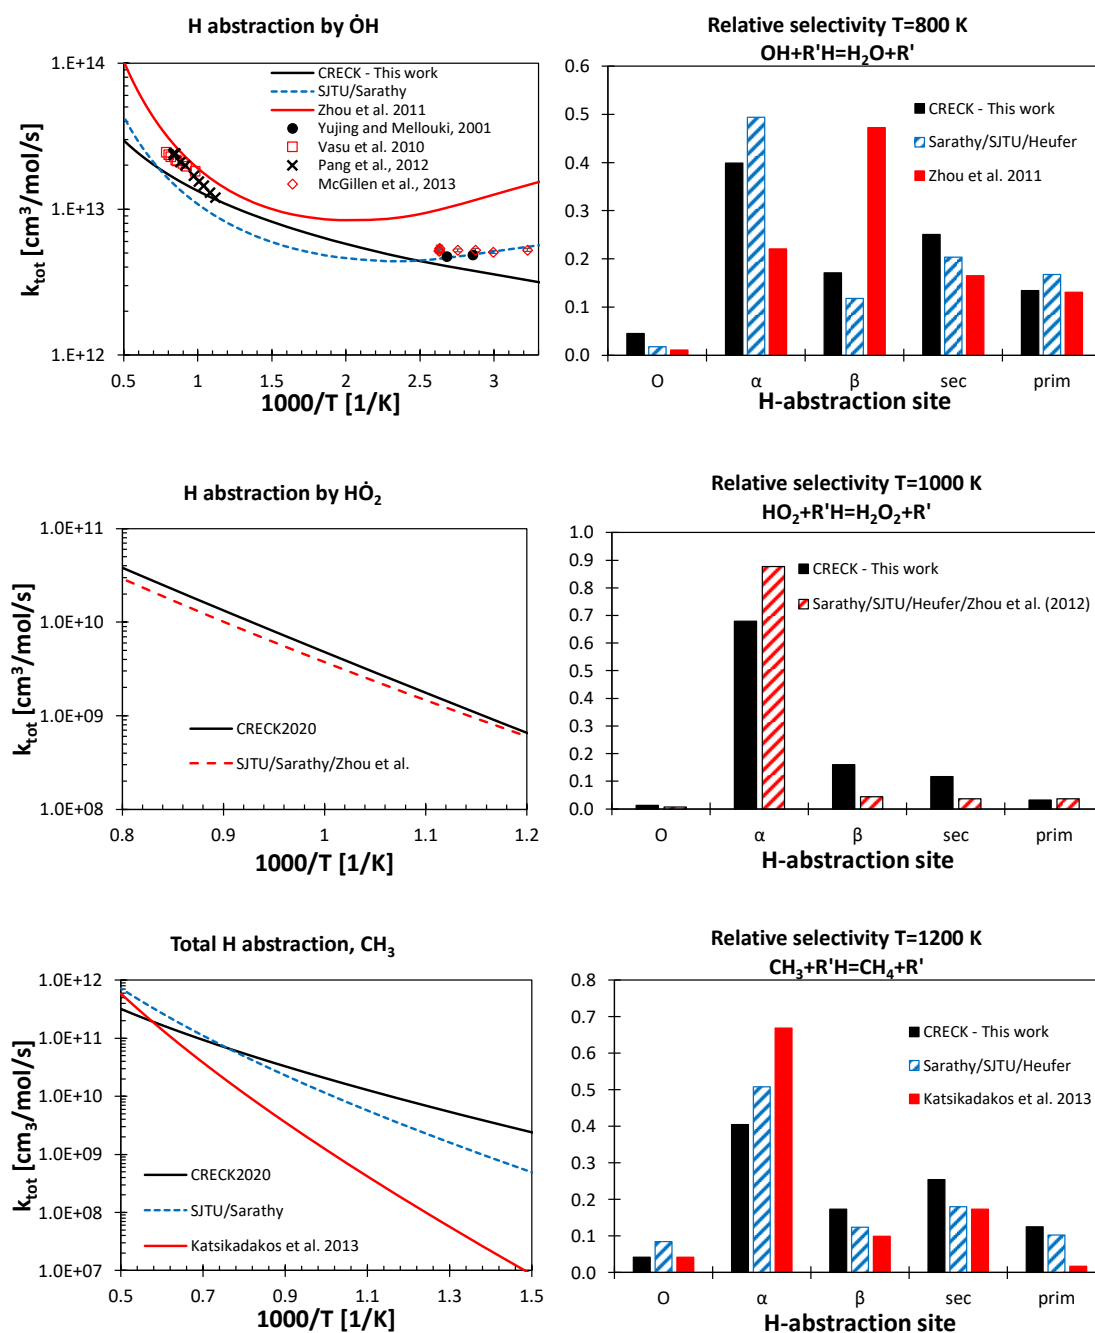 H abstraction by ȮH
1.E+14
1.E+13
1.E+12
k_tot [cm³/mol/s]
CRECK - This work
SJTU/Sarathy
Zhou et al. 2011
Yujing and Mellouki, 2001
Vasu et al. 2010
Pang et al., 2012
McGillen et al., 2013
0.5 1 1.5 2 2.5 3
1000/T [1/K]
Relative selectivity T=800 K
OH+R'H=H₂O+R'
0.6
0.5
0.4
0.3
0.2
0.1
0.0
CRECK - This work
Sarathy/SJTU/Heufer
Zhou et al. 2011
O α β sec prim
H-abstraction site
H abstraction by HȮ₂
1.0E+11
1.0E+10
1.0E+09
1.0E+08
k_tot [cm³/mol/s]
CRECK2020
SJTU/Sarathy/Zhou et al.
0.8 0.9 1 1.1 1.2
1000/T [1/K]
Relative selectivity T=1000 K
HO₂+R'H=H₂O₂+R'
1.0
0.9
0.8
0.7
0.6
0.5
0.4
0.3
0.2
0.1
0.0
CRECK - This work
Sarathy/SJTU/Heufer/Zhou et al. (2012)
O α β sec prim
H-abstraction site
Total H abstraction, CH₃
1.0E+12
1.0E+11
1.0E+10
1.0E+09
1.0E+08
1.0E+07
k_tot [cm₃/mol/s]
CRECK2020
SJTU/Sarathy
Katsikadakos et al. 2013
0.5 0.7 0.9 1.1 1.3 1.5
1000/T [1/K]
Relative selectivity T=1200 K
CH₃+R'H=CH₄+R'
0.8
0.7
0.6
0.5
0.4
0.3
0.2
0.1
0.0
CRECK - This work
Sarathy/SJTU/Heufer
Katsikadakos et al. 2013
O α β sec prim
H-abstraction site